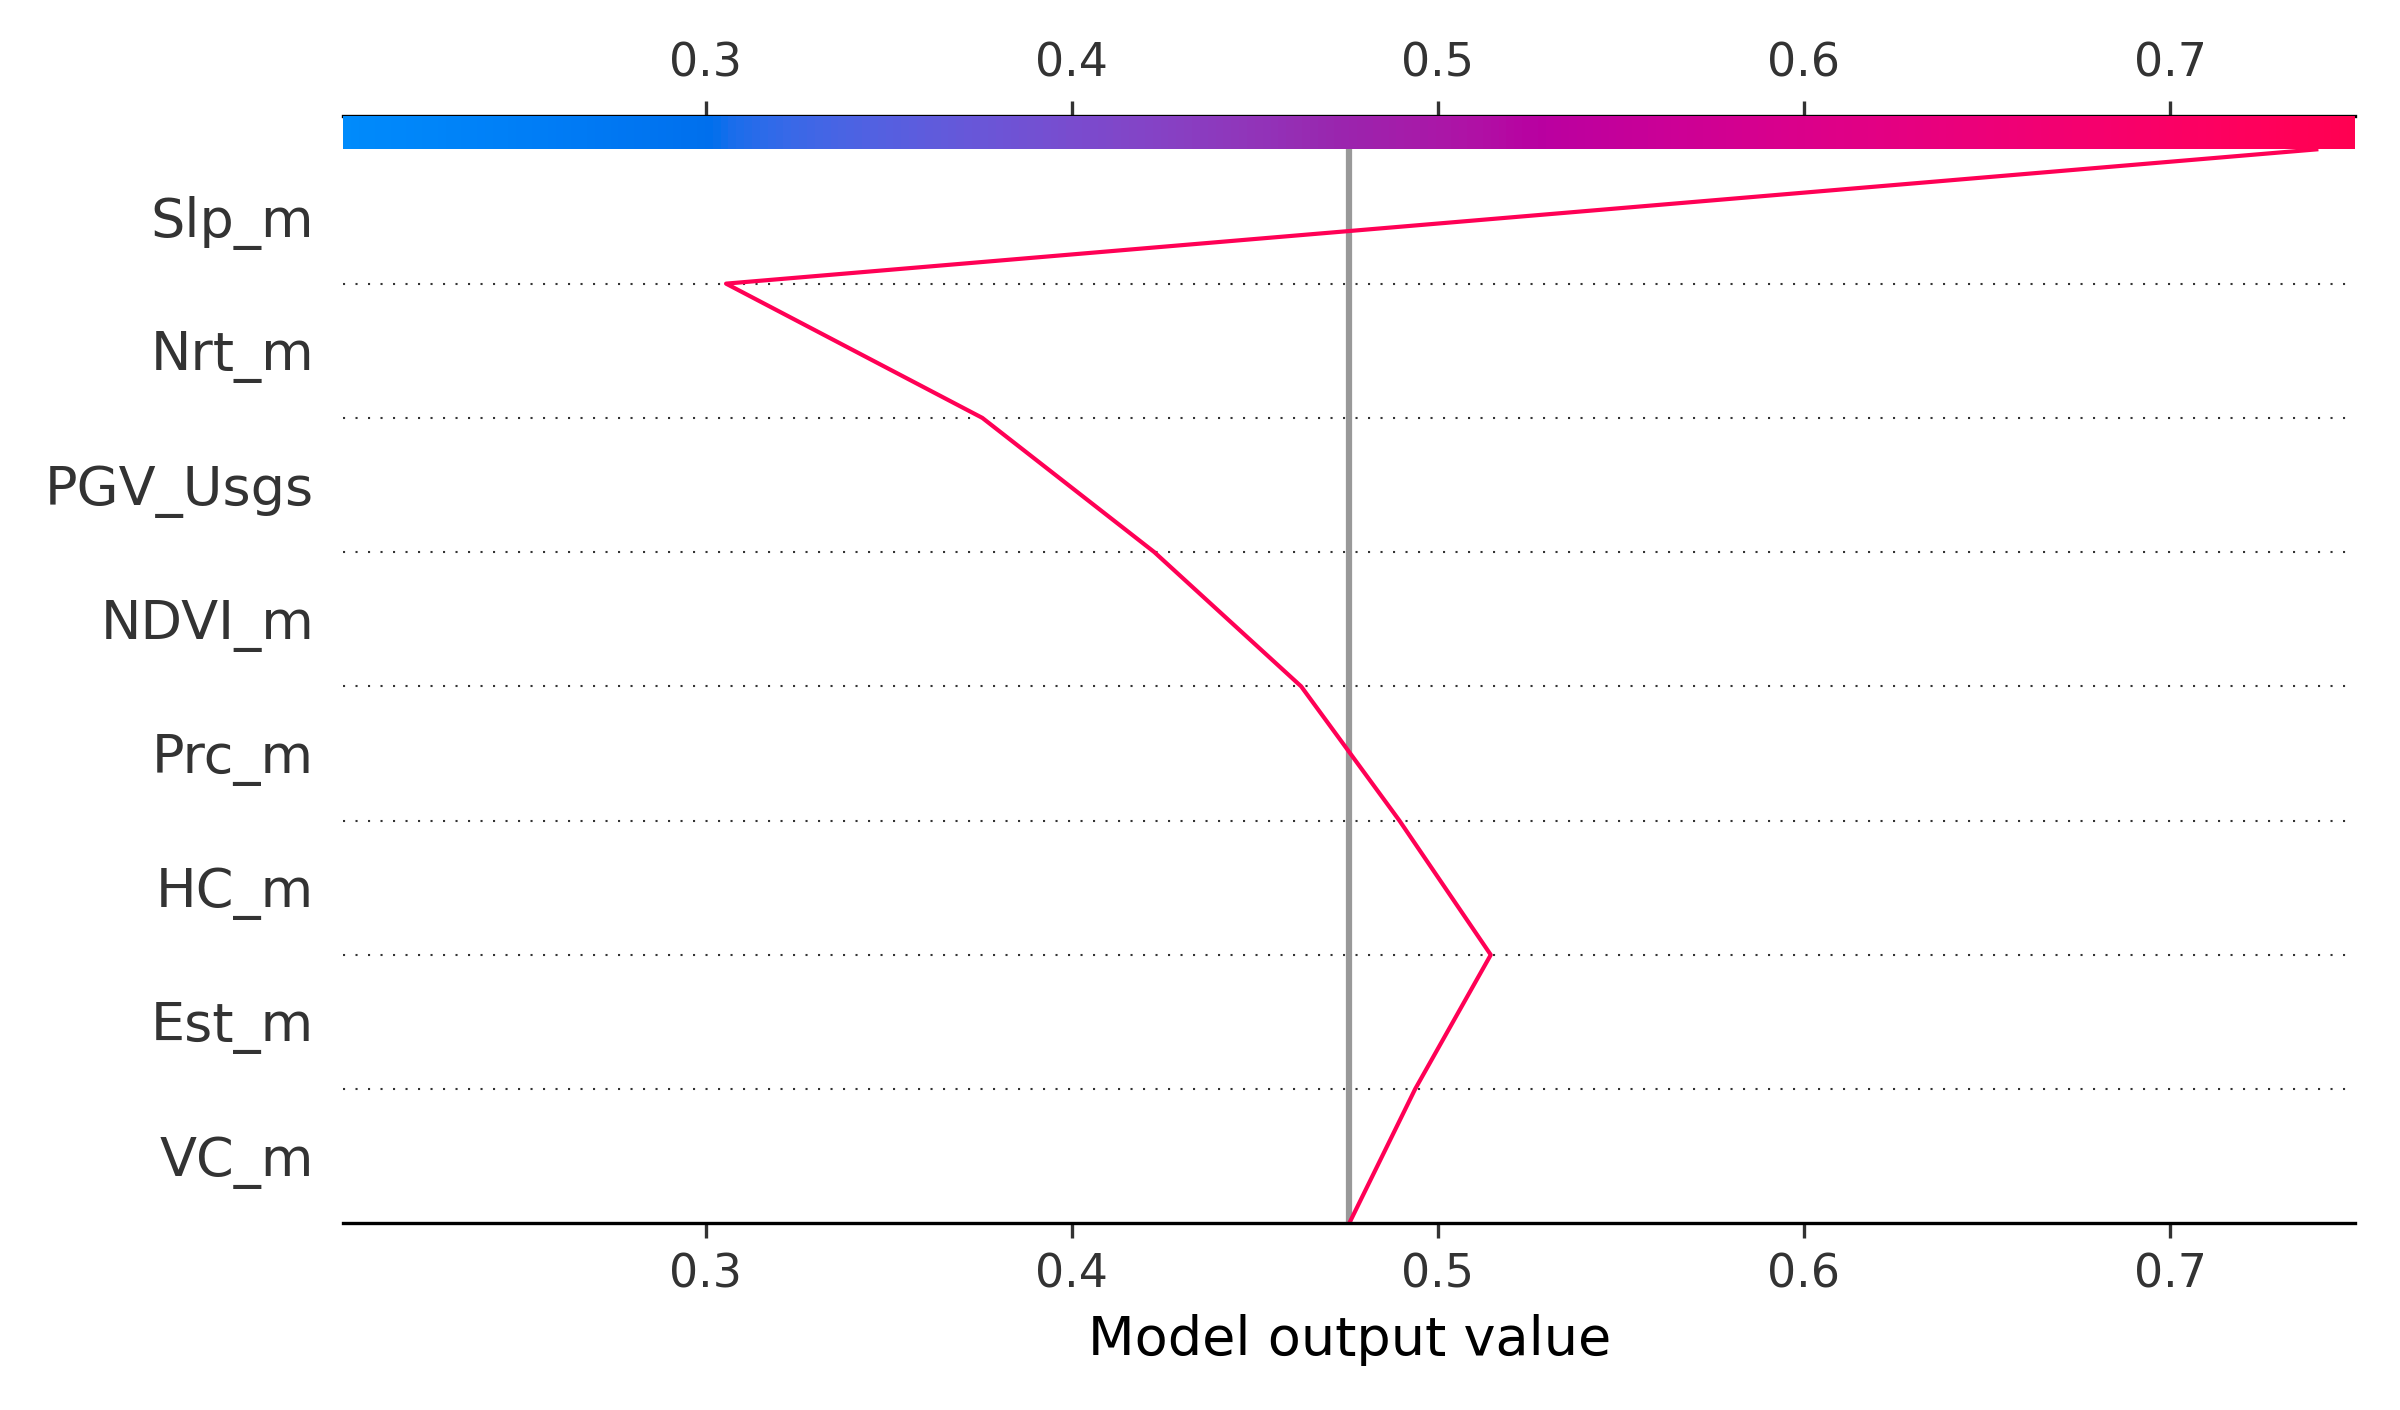 0.3 0.4 0.5 0.6 0.7
Slp_m
Nrt_m
PGV_Usgs
NDVI_m
Prc_m
HC_m
Est_m
VC_m
0.3 0.4 0.5 0.6 0.7
Model output value